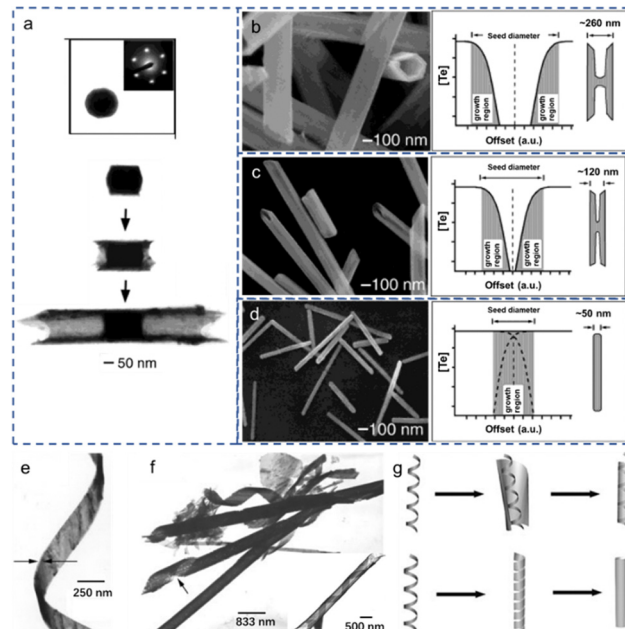 a
50 nm
b
100 nm
Seed diameter
[Te]
growth
region
growth
region
Offset (a.u.)
~260 nm
c
100 nm
Seed diameter
[Te]
growth
region
growth
region
Offset (a.u.)
~120 nm
d
100 nm
Seed diameter
[Te]
growth
region
Offset (a.u.)
~50 nm
e
250 nm
f
833 nm
500 nm
g